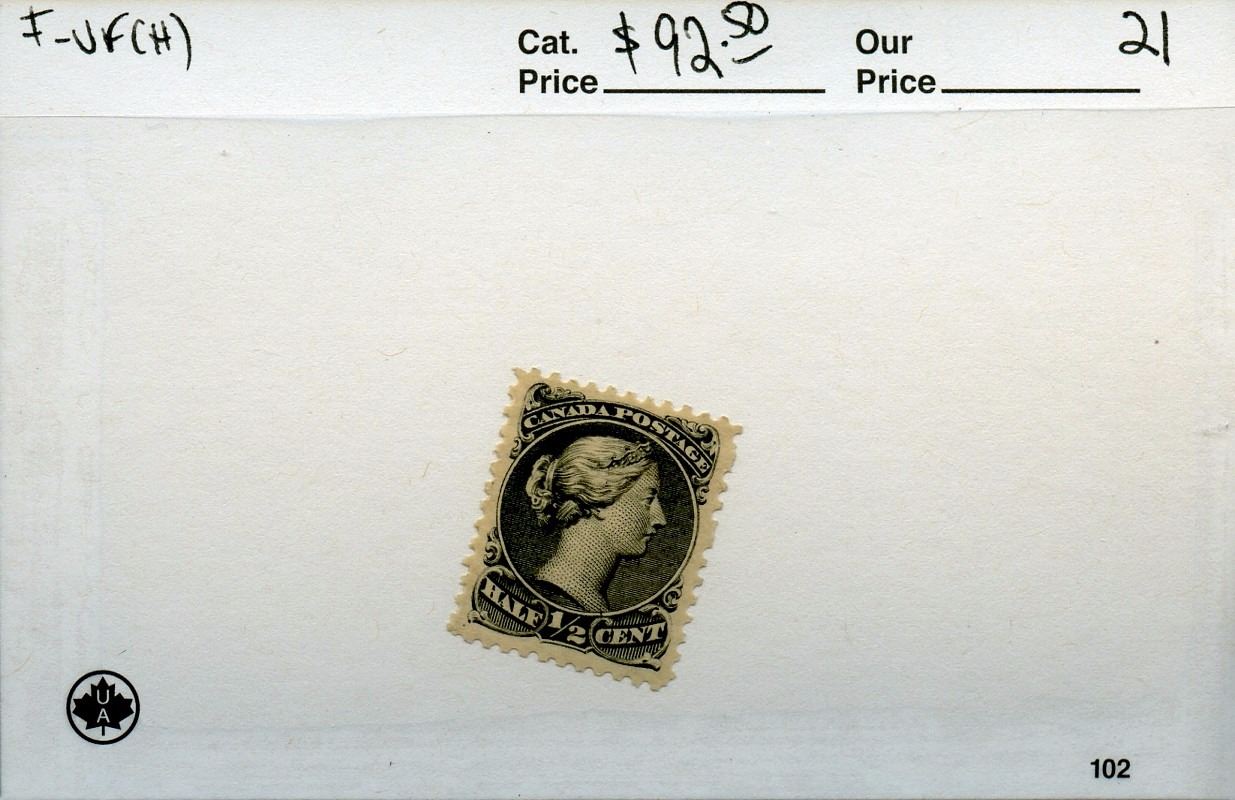 F-VF(H)
Cat. Price $92.50
Our Price 21
CANADA POSTAGE
HALF 1/2 CENT
UA
102